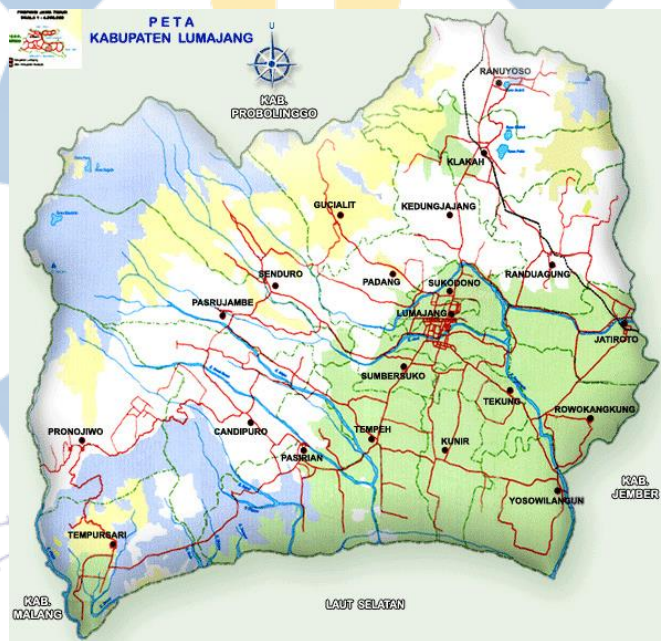 PETA
KABUPATEN LUMAJANG
U
KAB.
PROBOLINGGO
RANUYOSO
KLAKAH
GUCIALIT
KEDUNGJAJANG
SENDURO
PADANG
SUKODONO
RANDUAGUNG
PASRUJAMBE
LUMAJANG
JATIROTO
SUMBERSUKO
TEKUNG
ROWOKANGKUNG
PRONOJIWO
CANDIPURO
TEMPEH
KUNIR
PASIRIAN
YOSOWILANGUN
KAB.
JEMBER
TEMPURSARI
KAB.
MALANG
LAUT SELATAN